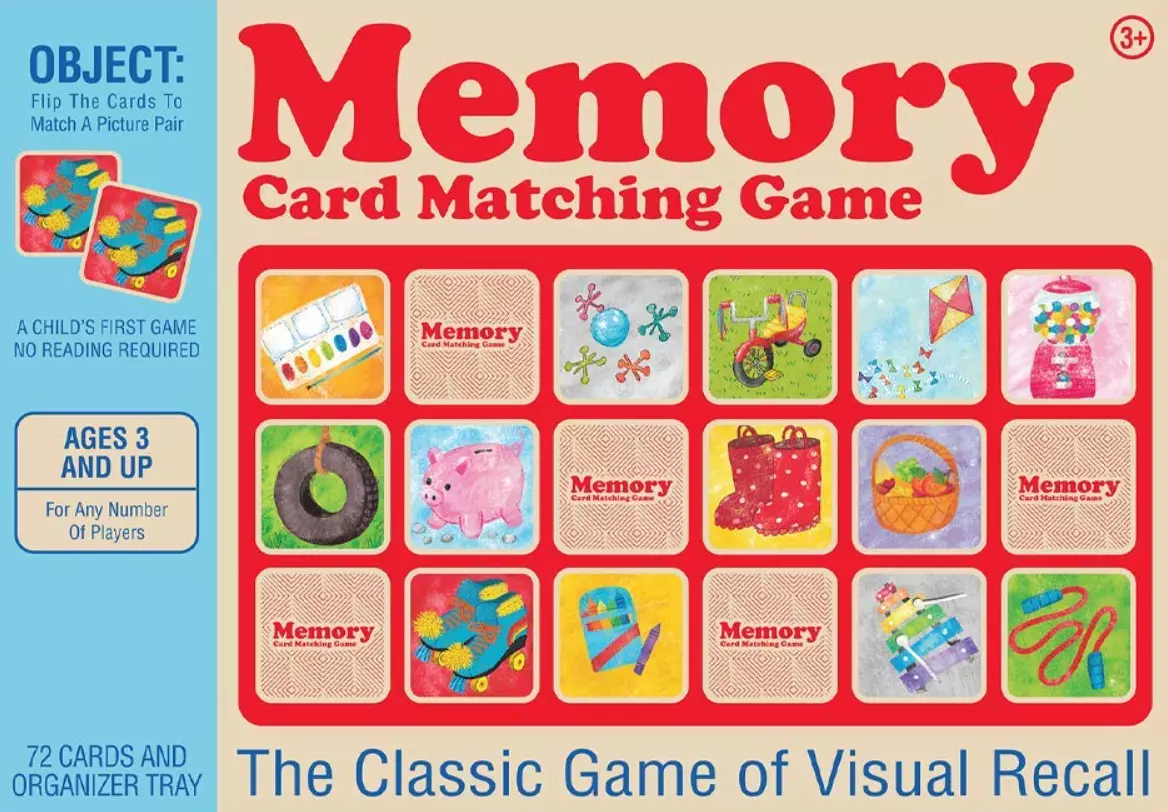 OBJECT:
Flip The Cards To
Match A Picture Pair
A CHILD'S FIRST GAME
NO READING REQUIRED
AGES 3
AND UP
For Any Number
Of Players
72 CARDS AND
ORGANIZER TRAY
Memory
3+
Card Matching Game
Memory
Card Matching Game
Memory
Card Matching Game
Memory
Card Matching Game
Memory
Card Matching Game
Memory
Card Matching Game
The Classic Game of Visual Recall